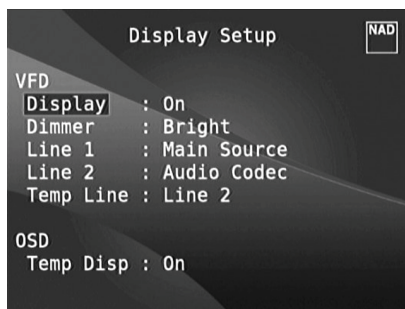 Display Setup
NAD
VFD
Display : On
Dimmer : Bright
Line 1 : Main Source
Line 2 : Audio Codec
Temp Line : Line 2
OSD
Temp Disp : On